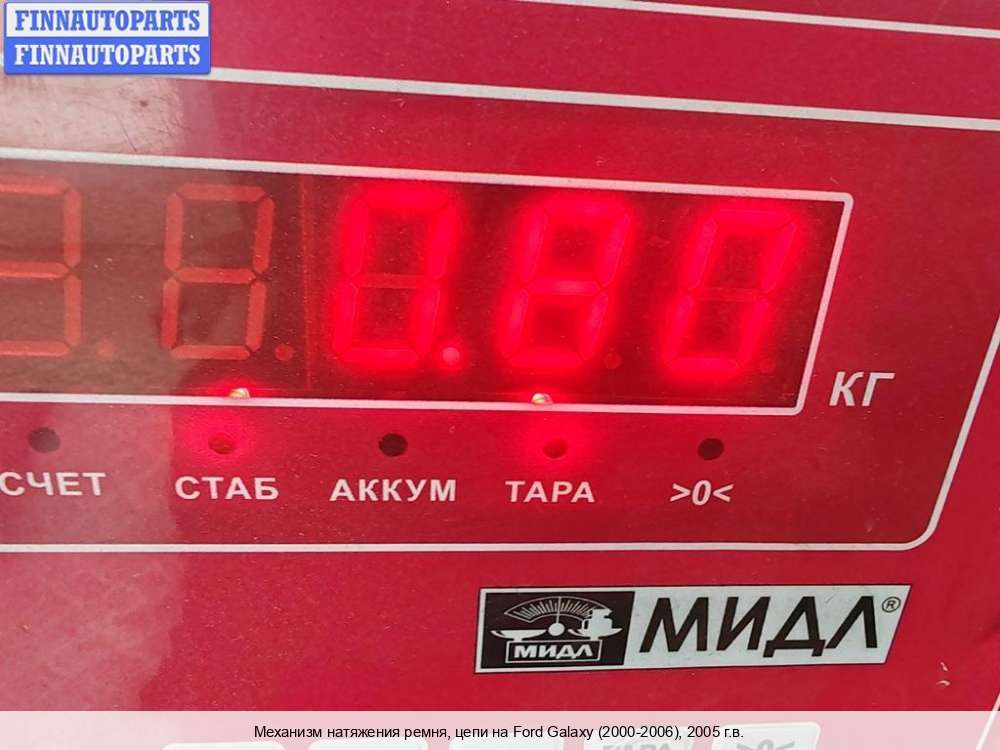 FINNAUTOPARTS
FINNAUTOPARTS
0.80
КГ
СЧЕТ СТАБ АККУМ ТАРА >0<
МИДЛ МИДЛ®
Механизм натяжения ремня, цепи на Ford Galaxy (2000-2006), 2005 г.в.